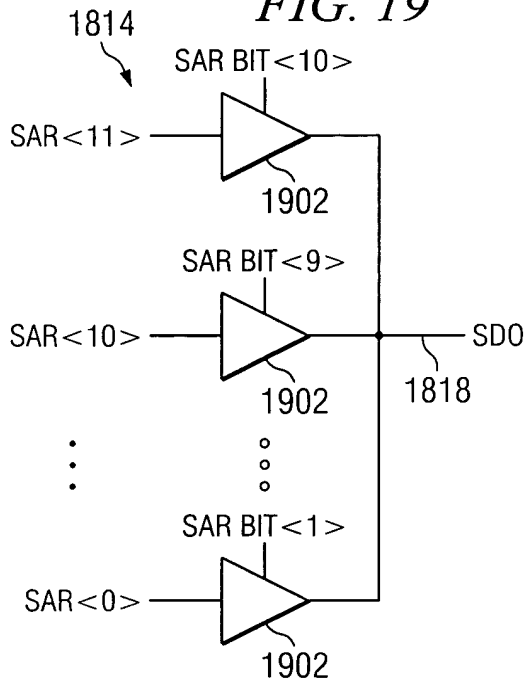 FIG. 19
1814
SAR BIT<10>
SAR<11>
1902
SAR BIT<9>
SAR<10>
SDO
1902
1818
SAR BIT<1>
SAR<0>
1902